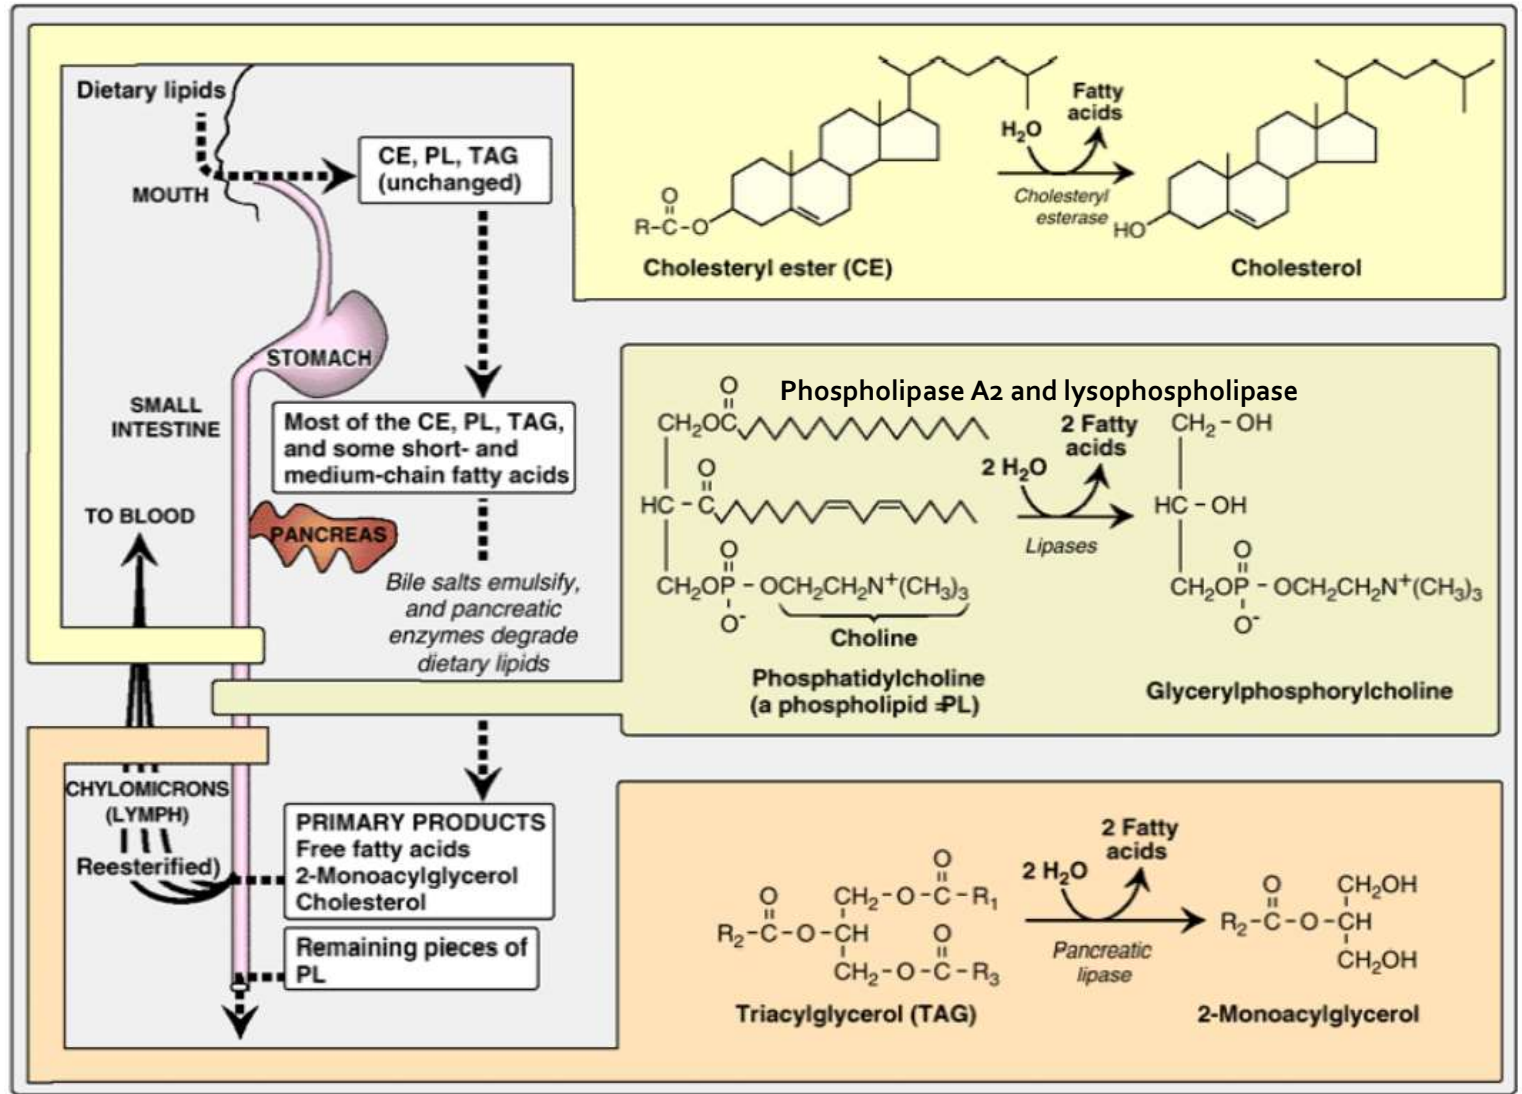 Dietary lipids
MOUTH
CE, PL, TAG
(unchanged)
STOMACH
SMALL
INTESTINE
Most of the CE, PL, TAG,
and some short- and
medium-chain fatty acids
TO BLOOD
PANCREAS
Bile salts emulsify,
and pancreatic
enzymes degrade
dietary lipids
CHYLOMICRONS
(LYMPH)
Reesterified)
PRIMARY PRODUCTS
Free fatty acids
2-Monoacylglycerol
Cholesterol
Remaining pieces of
PL
O
R-C-O
H₂O
Fatty
acids
Cholesteryl
esterase
HO
Cholesteryl ester (CE)
Cholesterol
Phospholipase A2 and lysophospholipase
O
CH₂OC
O
HC - C
O
CH₂OP - OCH₂CH₂N⁺(CH₃)₃
O⁻
Choline
Phosphatidylcholine
(a phospholipid =PL)
2 H₂O
2 Fatty
acids
Lipases
CH₂-OH
HC-OH
O
CH₂OP - OCH₂CH₂N⁺(CH₃)₃
O⁻
Glycerylphosphorylcholine
O
CH₂-O-C-R₁
O
R₂-C-O-CH
O
CH₂-O-C-R₃
Triacylglycerol (TAG)
2 H₂O
2 Fatty
acids
Pancreatic
lipase
O
CH₂OH
R₂-C-O-CH
CH₂OH
2-Monoacylglycerol